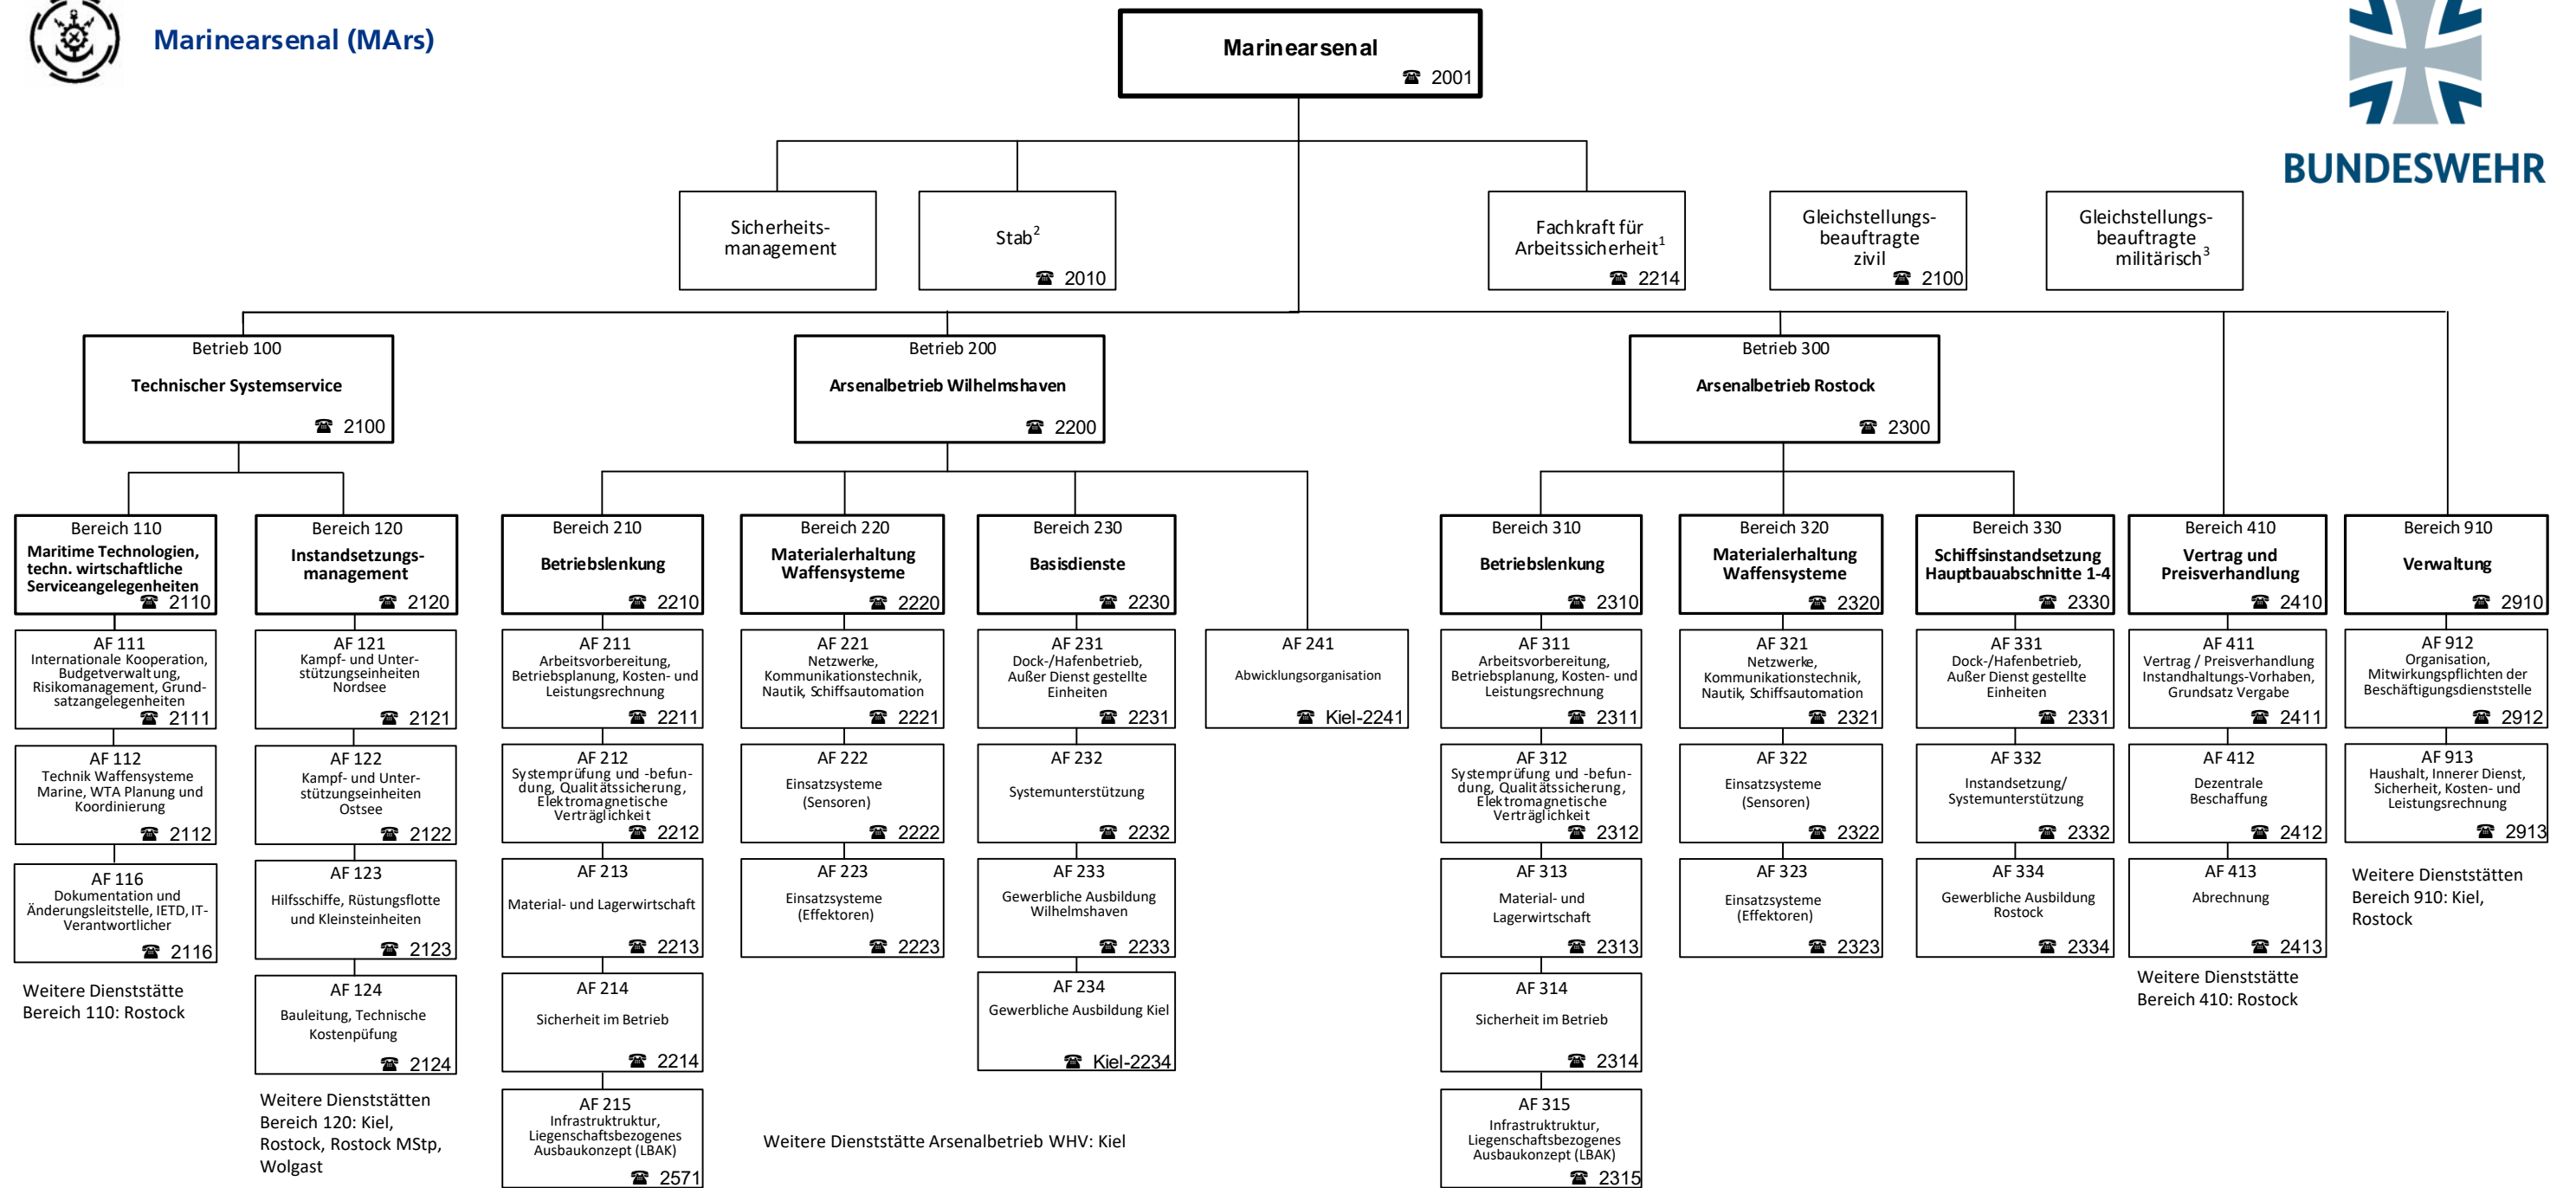 Marinearsenal (MArs)
Marinearsenal
☎ 2001
BUNDESWEHR
Sicherheits-
management
Stab²
☎ 2010
Fachkraft für
Arbeitssicherheit¹
☎ 2214
Gleichstellungs-
beauftragte
zivil
☎ 2100
Gleichstellungs-
beauftragte
militärisch³
Betrieb 100
Technischer Systemservice
☎ 2100
Betrieb 200
Arsenalbetrieb Wilhelmshaven
☎ 2200
Betrieb 300
Arsenalbetrieb Rostock
☎ 2300
Bereich 110
Maritime Technologien,
techn. wirtschaftliche
Serviceangelegenheiten
☎ 2110
AF 111
Internationale Kooperation,
Budgetverwaltung,
Risikomanagement, Grund-
satzangelegenheiten
☎ 2111
AF 112
Technik Waffensysteme
Marine, WTA Planung und
Koordinierung
☎ 2112
AF 116
Dokumentation und
Änderungsleitstelle, IETD, IT-
Verantwortlicher
☎ 2116
Weitere Dienststätte
Bereich 110: Rostock
Bereich 120
Instandsetzungs-
management
☎ 2120
AF 121
Kampf- und Unter-
stützungseinheiten
Nordsee
☎ 2121
AF 122
Kampf- und Unter-
stützungseinheiten
Ostsee
☎ 2122
AF 123
Hilfsschiffe, Rüstungsflotte
und Kleinsteinheiten
☎ 2123
AF 124
Bauleitung, Technische
Kostenpüfung
☎ 2124
Weitere Dienststätten
Bereich 120: Kiel,
Rostock, Rostock MStp,
Wolgast
Bereich 210
Betriebslenkung
☎ 2210
AF 211
Arbeitsvorbereitung,
Betriebsplanung, Kosten- und
Leistungsrechnung
☎ 2211
AF 212
Systemprüfung und -befun-
dung, Qualitätssicherung,
Elektromagnetische
Verträglichkeit
☎ 2212
AF 213
Material- und Lagerwirtschaft
☎ 2213
AF 214
Sicherheit im Betrieb
☎ 2214
AF 215
Infrastruktruktur,
Liegenschaftsbezogenes
Ausbaukonzept (LBAK)
☎ 2571
Bereich 220
Materialerhaltung
Waffensysteme
☎ 2220
AF 221
Netzwerke,
Kommunikationstechnik,
Nautik, Schiffsautomation
☎ 2221
AF 222
Einsatzsysteme
(Sensoren)
☎ 2222
AF 223
Einsatzsysteme
(Effektoren)
☎ 2223
Bereich 230
Basisdienste
☎ 2230
AF 231
Dock-/Hafenbetrieb,
Außer Dienst gestellte
Einheiten
☎ 2231
AF 232
Systemunterstützung
☎ 2232
AF 233
Gewerbliche Ausbildung
Wilhelmshaven
☎ 2233
AF 234
Gewerbliche Ausbildung Kiel
☎ Kiel-2234
AF 241
Abwicklungsorganisation
☎ Kiel-2241
Weitere Dienststätte Arsenalbetrieb WHV: Kiel
Bereich 310
Betriebslenkung
☎ 2310
AF 311
Arbeitsvorbereitung,
Betriebsplanung, Kosten- und
Leistungsrechnung
☎ 2311
AF 312
Systemprüfung und -befun-
dung, Qualitätssicherung,
Elektromagnetische
Verträglichkeit
☎ 2312
AF 313
Material- und
Lagerwirtschaft
☎ 2313
AF 314
Sicherheit im Betrieb
☎ 2314
AF 315
Infrastruktruktur,
Liegenschaftsbezogenes
Ausbaukonzept (LBAK)
☎ 2315
Bereich 320
Materialerhaltung
Waffensysteme
☎ 2320
AF 321
Netzwerke,
Kommunikationstechnik,
Nautik, Schiffsautomation
☎ 2321
AF 322
Einsatzsysteme
(Sensoren)
☎ 2322
AF 323
Einsatzsysteme
(Effektoren)
☎ 2323
Bereich 330
Schiffsinstandsetzung
Hauptbauabschnitte 1-4
☎ 2330
AF 331
Dock-/Hafenbetrieb,
Außer Dienst gestellte
Einheiten
☎ 2331
AF 332
Instandsetzung/
Systemunterstützung
☎ 2332
AF 334
Gewerbliche Ausbildung
Rostock
☎ 2334
Bereich 410
Vertrag und
Preisverhandlung
☎ 2410
AF 411
Vertrag / Preisverhandlung
Instandhaltungs-Vorhaben,
Grundsatz Vergabe
☎ 2411
AF 412
Dezentrale
Beschaffung
☎ 2412
AF 413
Abrechnung
☎ 2413
Weitere Dienststätte
Bereich 410: Rostock
Bereich 910
Verwaltung
☎ 2910
AF 912
Organisation,
Mitwirkungspflichten der
Beschäftigungsdienststelle
☎ 2912
AF 913
Haushalt, Innerer Dienst,
Sicherheit, Kosten- und
Leistungsrechnung
☎ 2913
Weitere Dienststätten
Bereich 910: Kiel,
Rostock